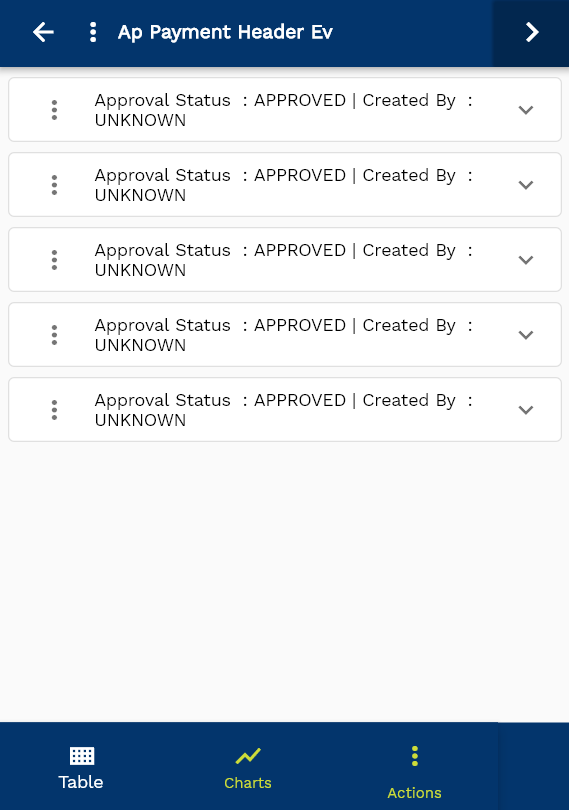 Ap Payment Header Ev
Approval Status : APPROVED | Created By :
UNKNOWN
Approval Status : APPROVED | Created By :
UNKNOWN
Approval Status : APPROVED | Created By :
UNKNOWN
Approval Status : APPROVED | Created By :
UNKNOWN
Approval Status : APPROVED | Created By :
UNKNOWN
Table
Charts
Actions